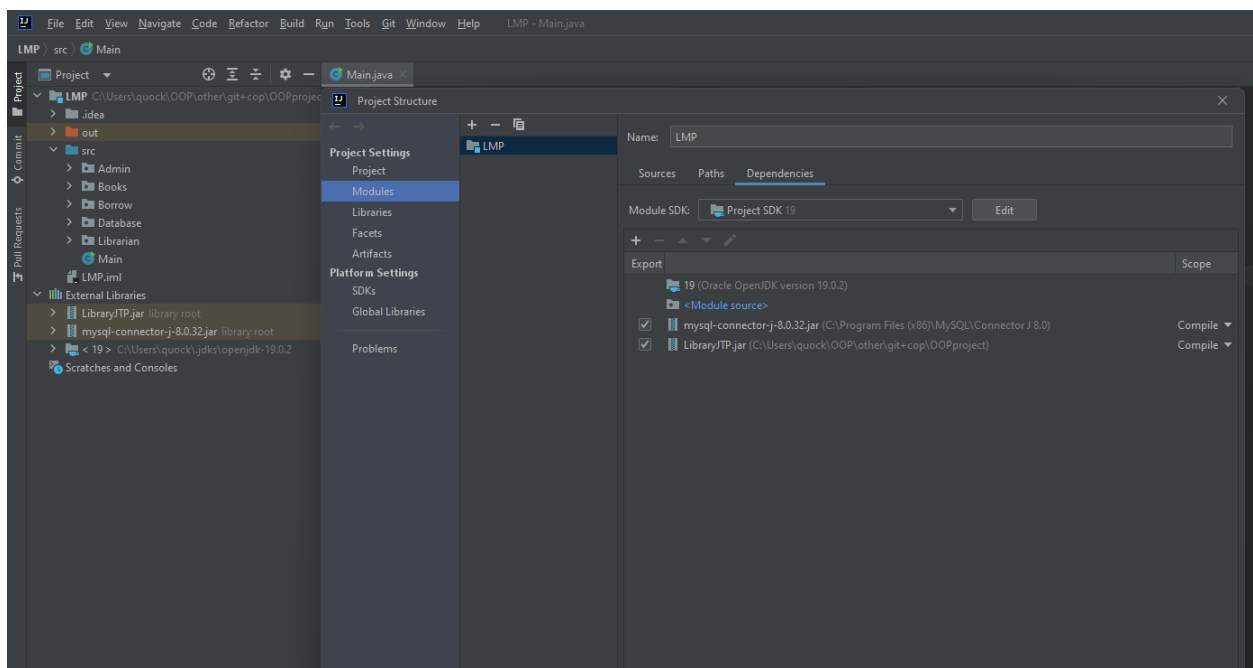 File Edit View Navigate Code Refactor Build Run Tools Git Window Help LMP - Main.java
LMP src Main
Project
Commit
Pull Requests
Project
LMP C:\Users\quock\OOP\other\git+cop\OOPprojec
.idea
out
src
Admin
Books
Borrow
Database
Librarian
Main
LMP.iml
External Libraries
LibraryJTP.jar library root
mysql-connector-j-8.0.32.jar library root
< 19 > C:\Users\quock\.jdks\openjdk-19.0.2
Scratches and Consoles
Main.java
Project Structure
Project Settings
Project
Modules
Libraries
Facets
Artifacts
Platform Settings
SDKs
Global Libraries
Problems
LMP
Name: LMP
Sources Paths Dependencies
Module SDK: Project SDK 19 Edit
Export Scope
19 (Oracle OpenJDK version 19.0.2)
<Module source>
mysql-connector-j-8.0.32.jar (C:\Program Files (x86)\MySQL\Connector J 8.0) Compile
LibraryJTP.jar (C:\Users\quock\OOP\other\git+cop\OOPproject) Compile